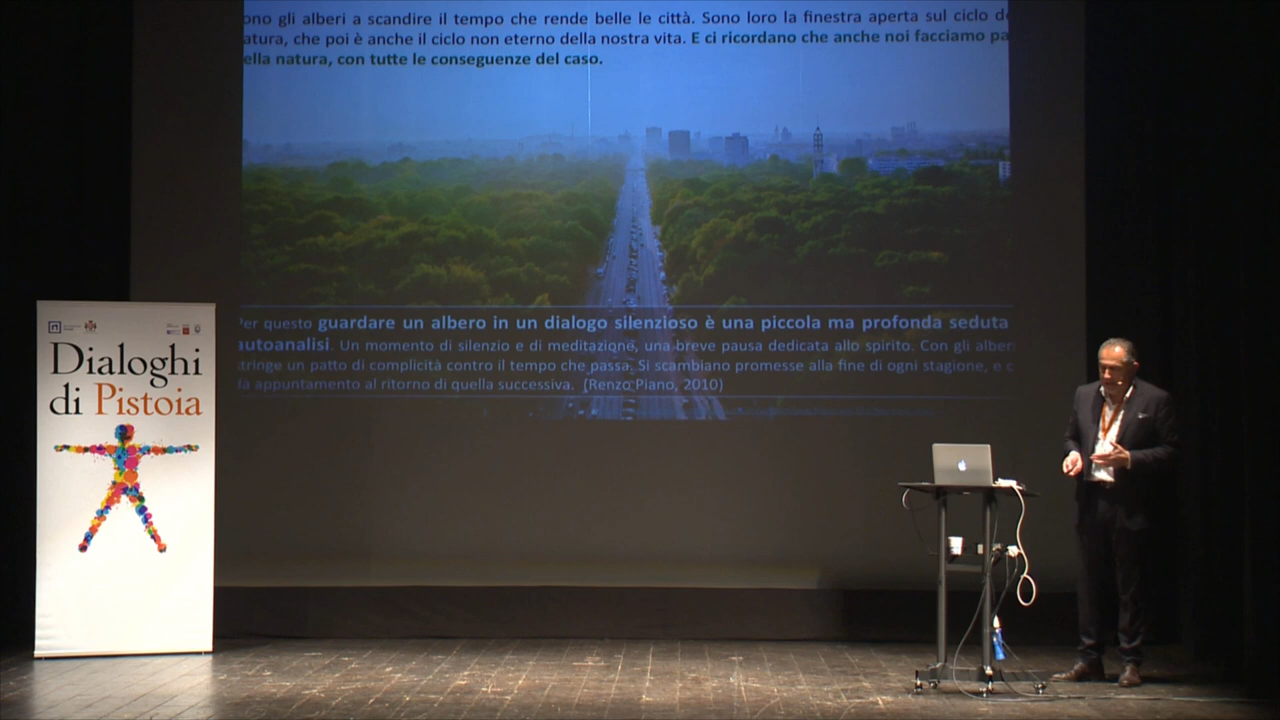 ono gli alberi a scandire il tempo che rende belle le città. Sono loro la finestra aperta sul ciclo de
atura, che poi è anche il ciclo non eterno della nostra vita. E ci ricordano che anche noi facciamo pa
ella natura, con tutte le conseguenze del caso.
Per questo guardare un albero in un dialogo silenzioso è una piccola ma profonda seduta
autoanalisi. Un momento di silenzio e di meditazione, una breve pausa dedicata allo spirito. Con gli alber
stringe un patto di complicità contro il tempo che passa. Si scambiano promesse alla fine di ogni stagione, e c
fa appuntamento al ritorno di quella successiva. (Renzo Piano, 2010)
Dialoghi
di Pistoia